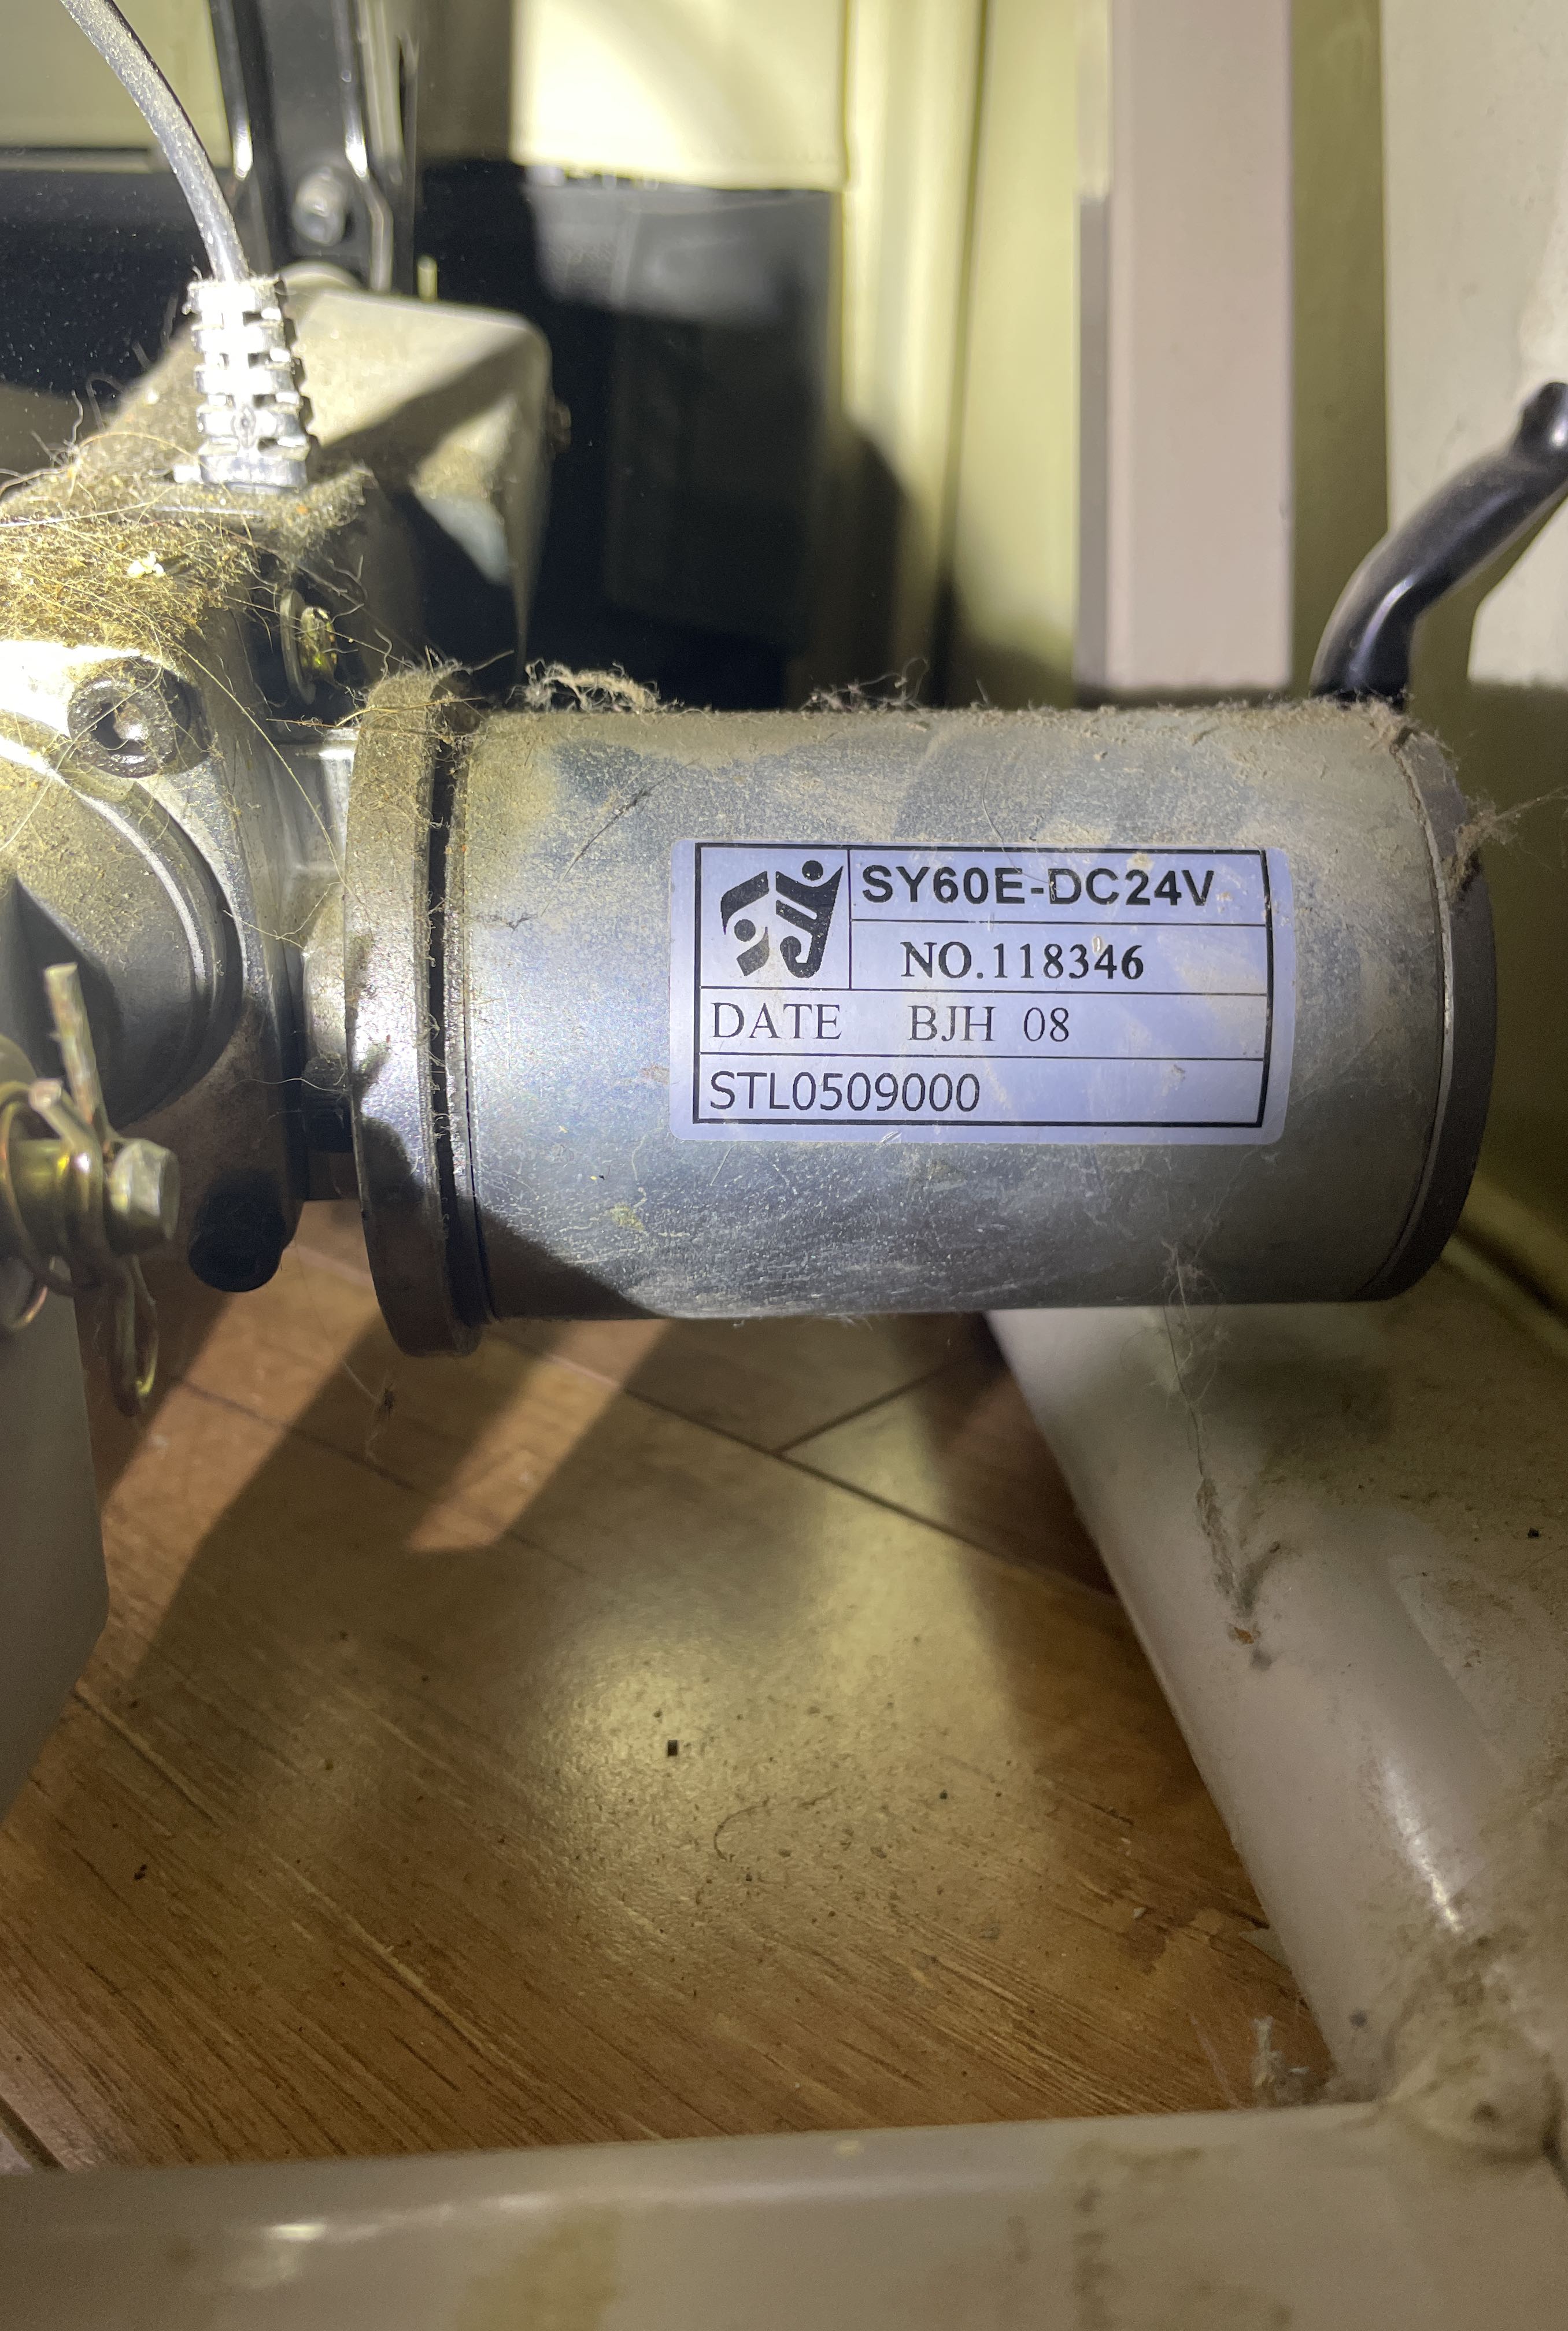 SY60E-DC24V
NO.118346
DATE BJH 08
STL0509000